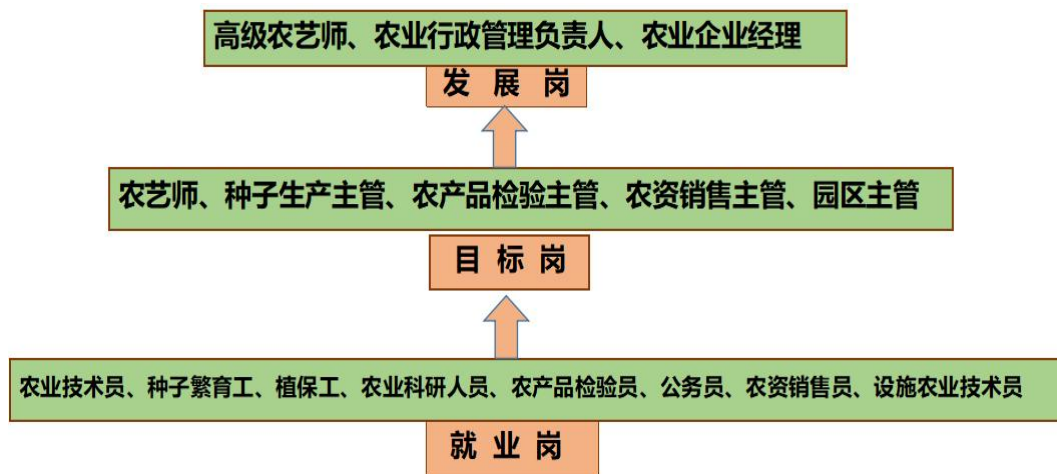 高级农艺师、农业行政管理负责人、农业企业经理
发 展 岗
农艺师、种子生产主管、农产品检验主管、农资销售主管、园区主管
目 标 岗
农业技术员、种子繁育工、植保工、农业科研人员、农产品检验员、公务员、农资销售员、设施农业技术员
就 业 岗